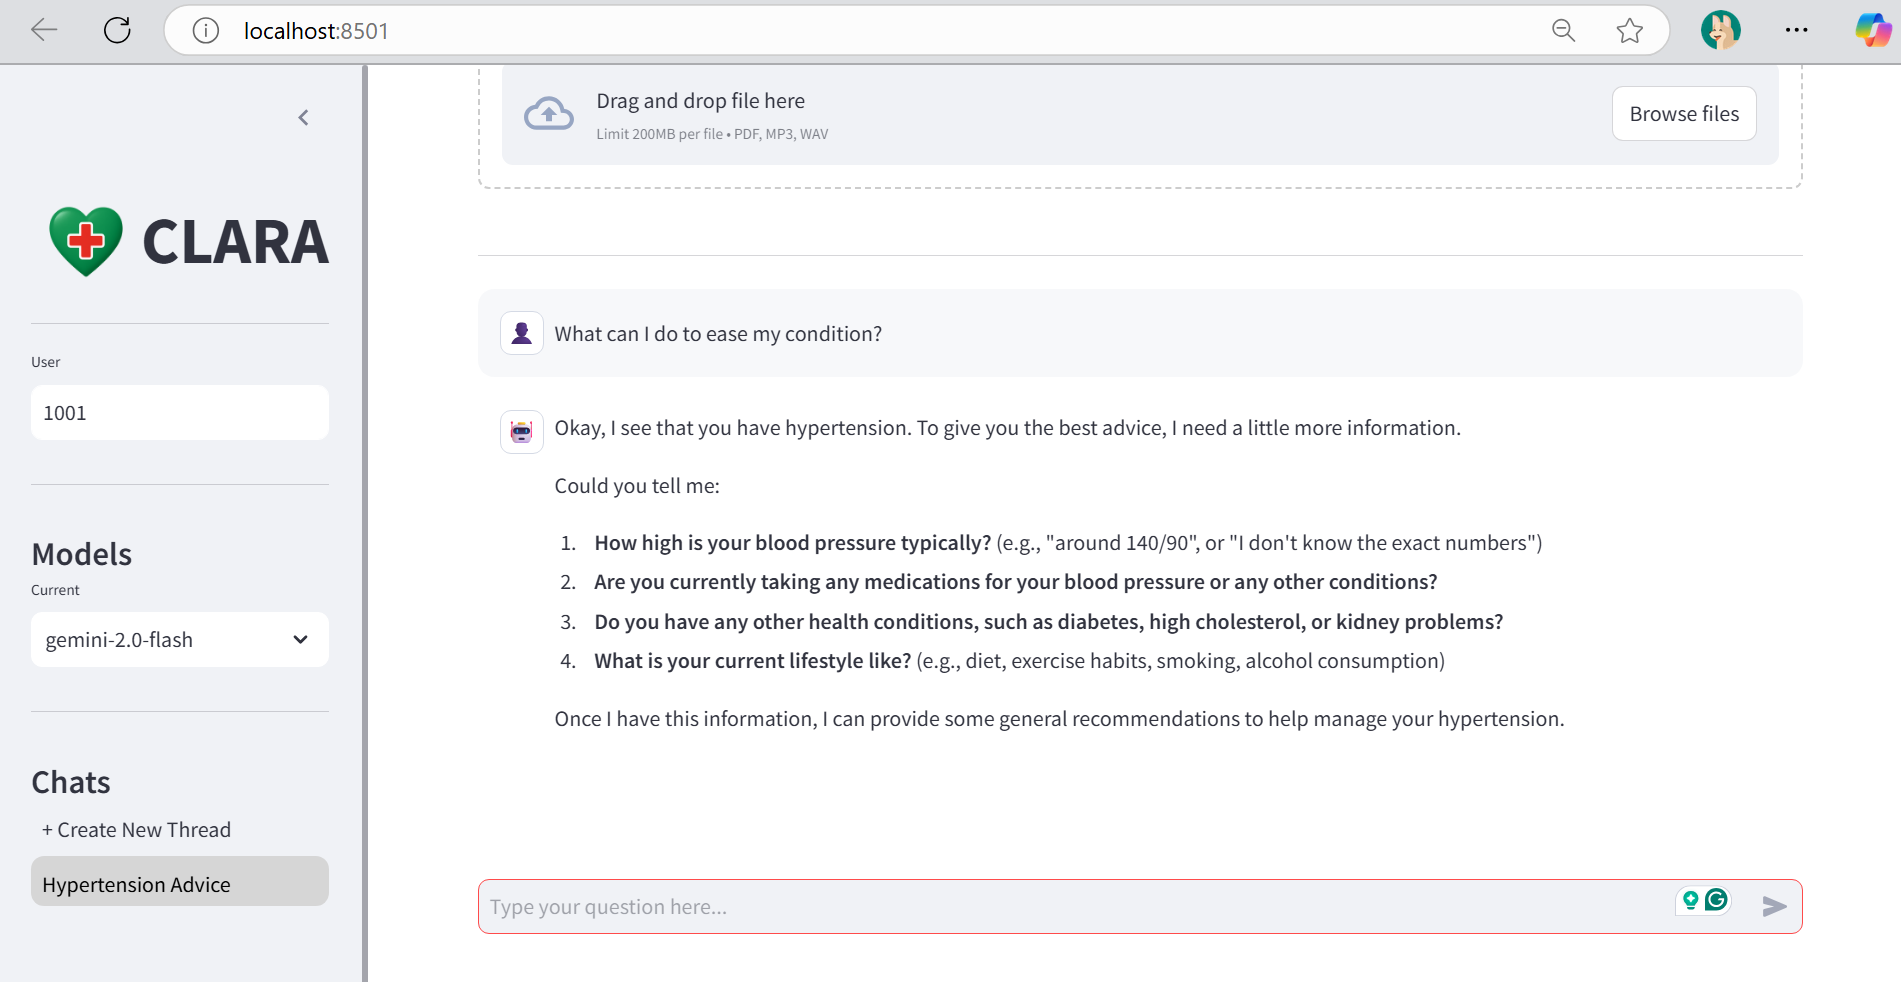 localhost:8501
CLARA
User
1001
Models
Current
gemini-2.0-flash
Chats
+ Create New Thread
Hypertension Advice
Drag and drop file here
Limit 200MB per file • PDF, MP3, WAV
Browse files
What can I do to ease my condition?
Okay, I see that you have hypertension. To give you the best advice, I need a little more information.
Could you tell me:
1. How high is your blood pressure typically? (e.g., "around 140/90", or "I don't know the exact numbers")
2. Are you currently taking any medications for your blood pressure or any other conditions?
3. Do you have any other health conditions, such as diabetes, high cholesterol, or kidney problems?
4. What is your current lifestyle like? (e.g., diet, exercise habits, smoking, alcohol consumption)
Once I have this information, I can provide some general recommendations to help manage your hypertension.
Type your question here...